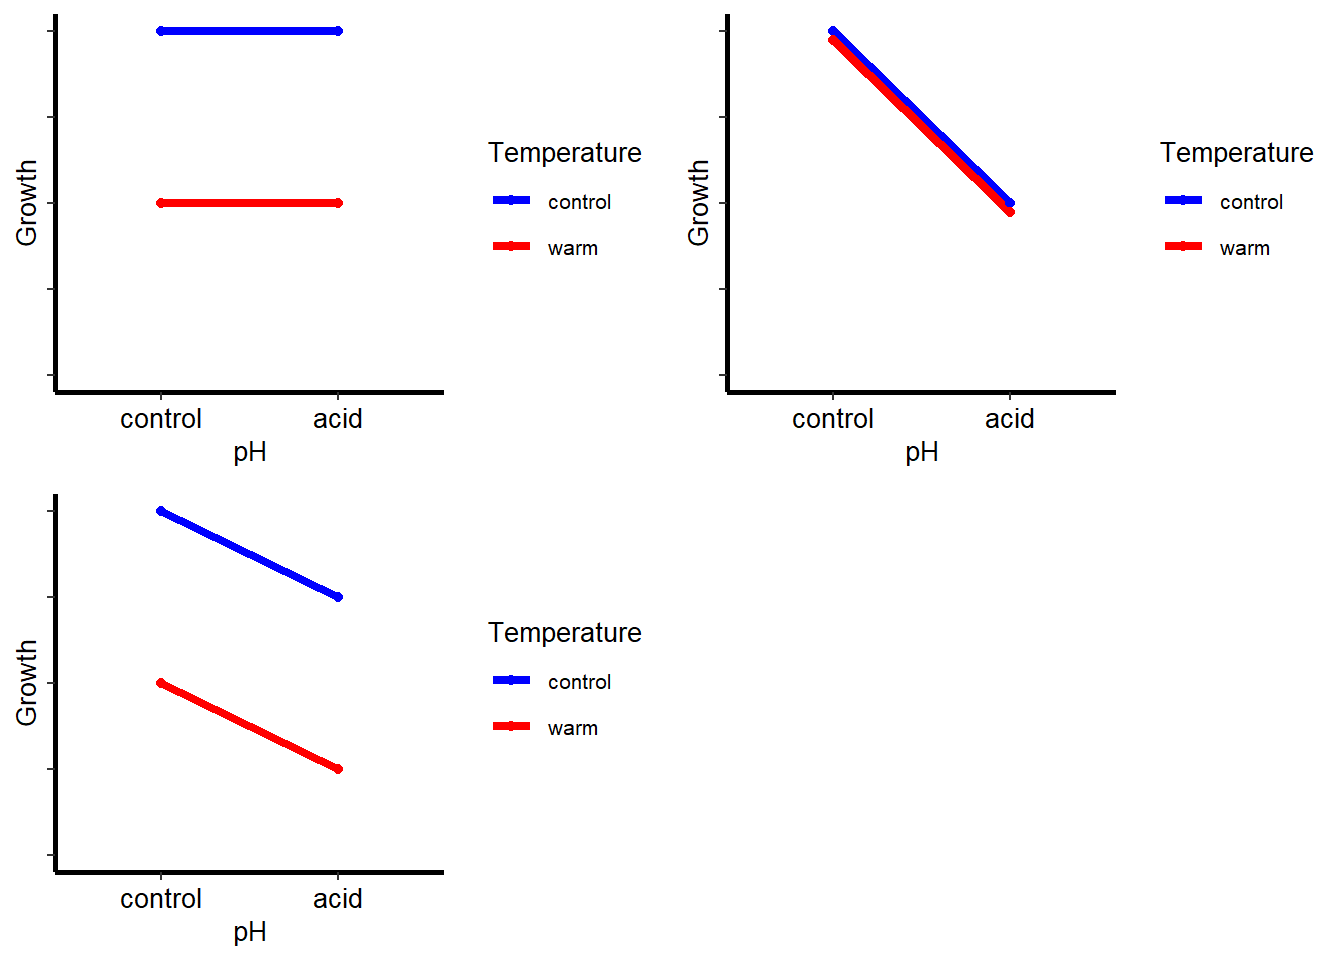 Growth
Temperature
control
warm
control acid
pH
Growth
Temperature
control
warm
control acid
pH
Growth
Temperature
control
warm
control acid
pH